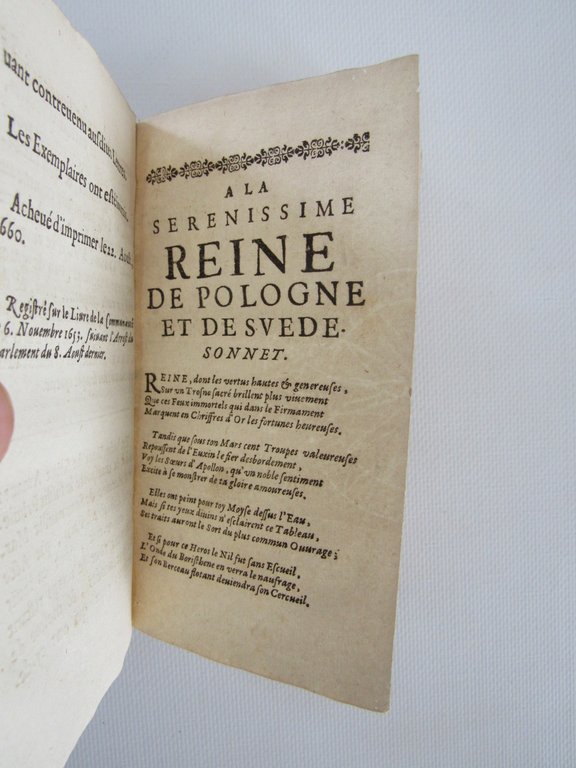 uant contreuenu ausdites Lettres.
Les Exemplaires ont esté
Acheué d'imprimer le 22. Aoust
660.
Registré sur le Livre de la Communauté
6. Novembre 1653. suiuant l'Arrest du
arlement du 8. Aoust dernier.
A LA
SERENISSIME
REINE
DE POLOGNE
ET DE SVEDE.
SONNET.
REINE, dont les vertus hautes & genereuses,
Sur vn Trosne sacré brillent plus viuement
Que ces Feux immortels qui dans le Firmament
Marquent en Chriffres d'Or les fortunes heureuses.
Tandis que sous ton Mars cent Troupes valeureuses
Repoussent de l'Euxin le fier desbordement,
Voy les Sœurs d'Apollon, qu'vn noble sentiment
Excite à se monstrer de ta gloire amoureuses.
Elles ont peint pour toy Moyse dessus l'Eau,
Mais si tes yeux diuins n'esclairent ce Tableau,
Ses traits auront le Sort du plus commun Ouurage;
Et si pour ce Heros le Nil fut sans Escueil,
L'Onde du Boristhene en verra le naufrage,
Et son Berceau flotant deuiendra son Cercueil.